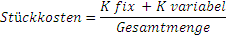 Stückkosten = K fix + K variabel / Gesamtmenge